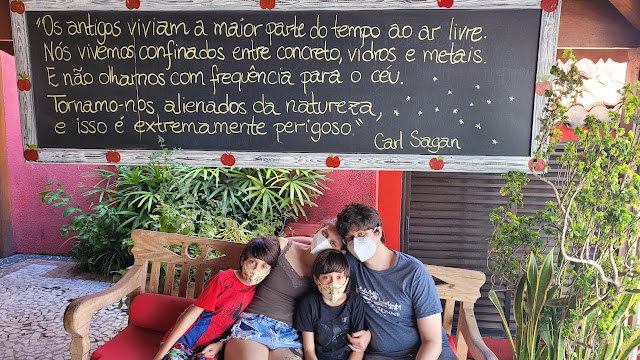 "Os antigos viviam a maior parte do tempo ao ar livre.
Nós vivemos confinados entre concreto, vidros e metais.
E não olhamos com frequência para o céu.
Tornamo-nos alienados da natureza,
e isso é extremamente perigoso."
Carl Sagan